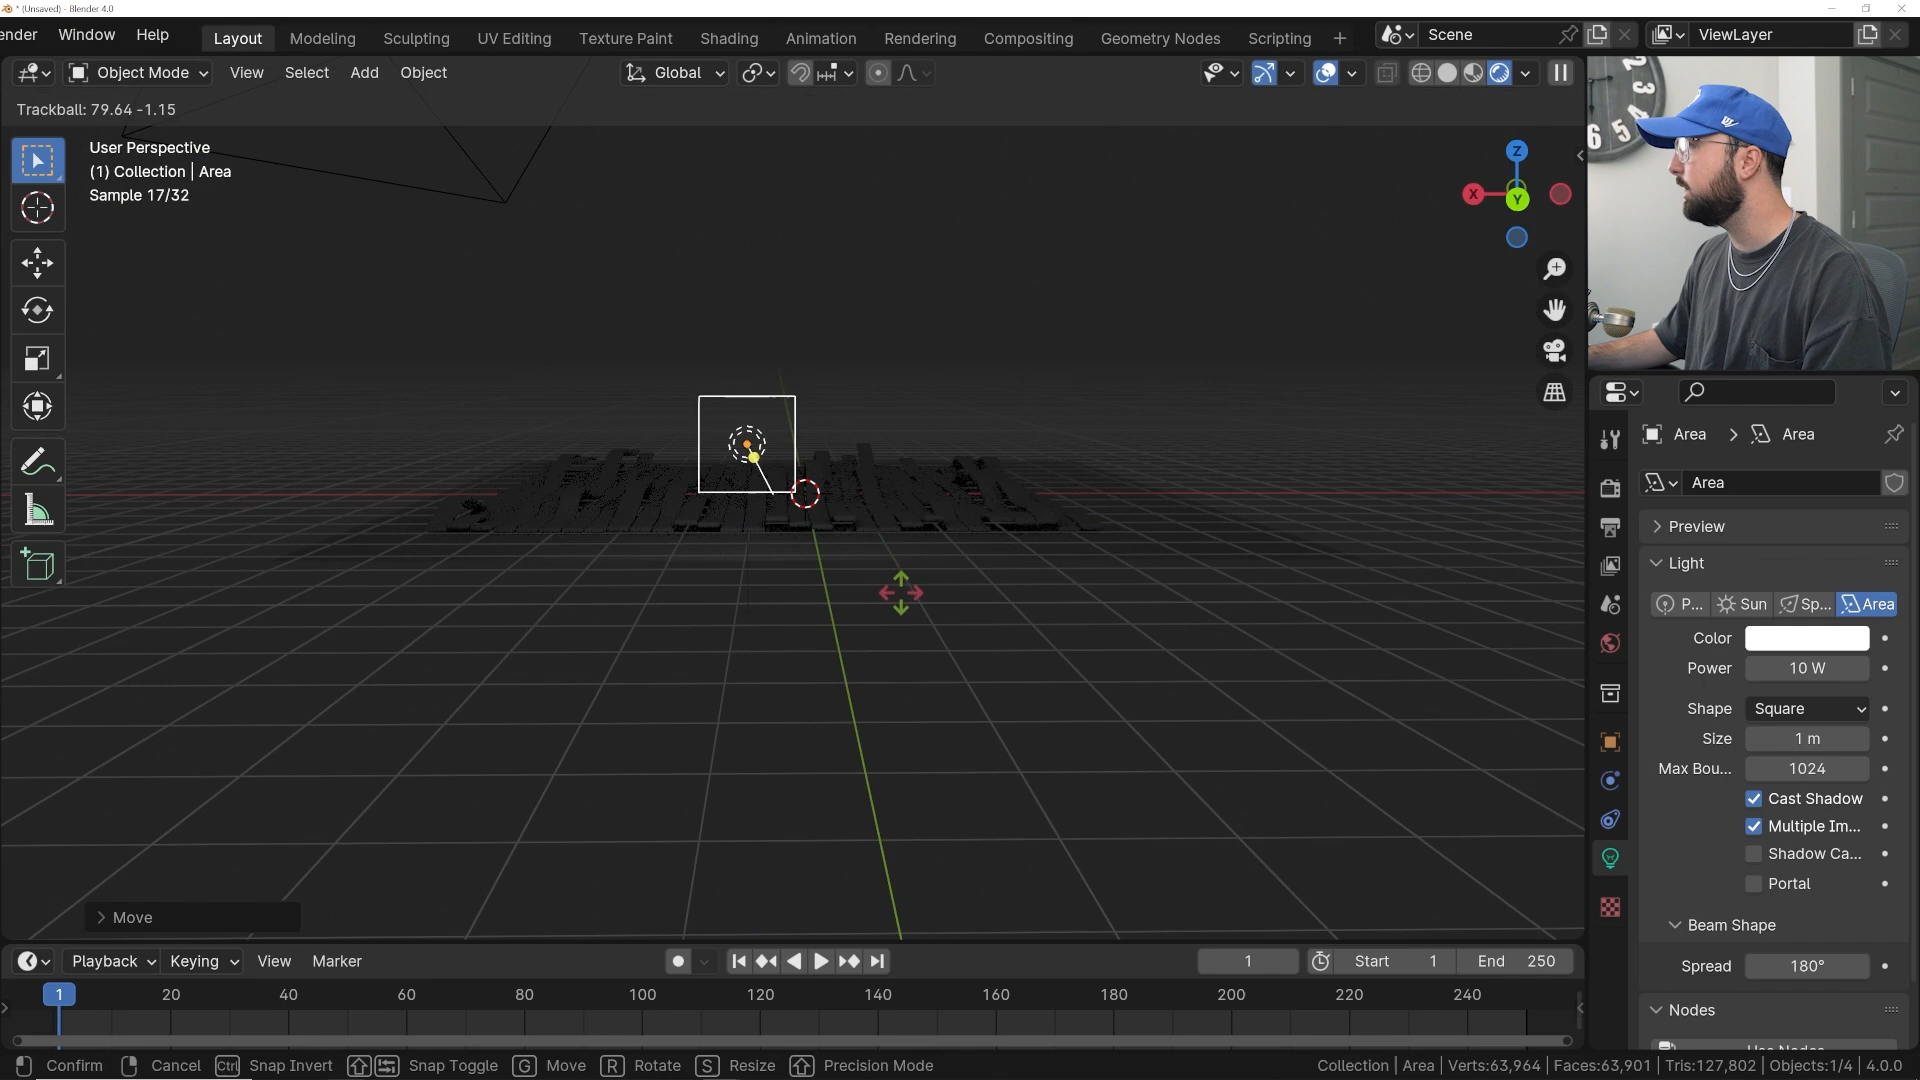 * (Unsaved) - Blender 4.0
ender Window Help Layout Modeling Sculpting UV Editing Texture Paint Shading Animation Rendering Compositing Geometry Nodes Scripting + Scene ViewLayer
Object Mode View Select Add Object Global
Trackball: 79.64 -1.15
User Perspective
(1) Collection | Area
Sample 17/32
Z
X
Y
2
3
4
5
6
Area > Area
Area
Preview
Light
P... Sun Sp... Area
Color
Power 10 W
Shape Square
Size 1 m
Max Bou... 1024
Cast Shadow
Multiple Im...
Shadow Ca...
Portal
Beam Shape
Spread 180°
Nodes
Move
Playback Keying View Marker 1 Start 1 End 250
1 20 40 60 80 100 120 140 160 180 200 220 240
Confirm Cancel Ctrl Snap Invert Snap Toggle G Move R Rotate S Resize Precision Mode Collection | Area | Verts:63,964 | Faces:63,901 | Tris:127,802 | Objects:1/4 | 4.0.0